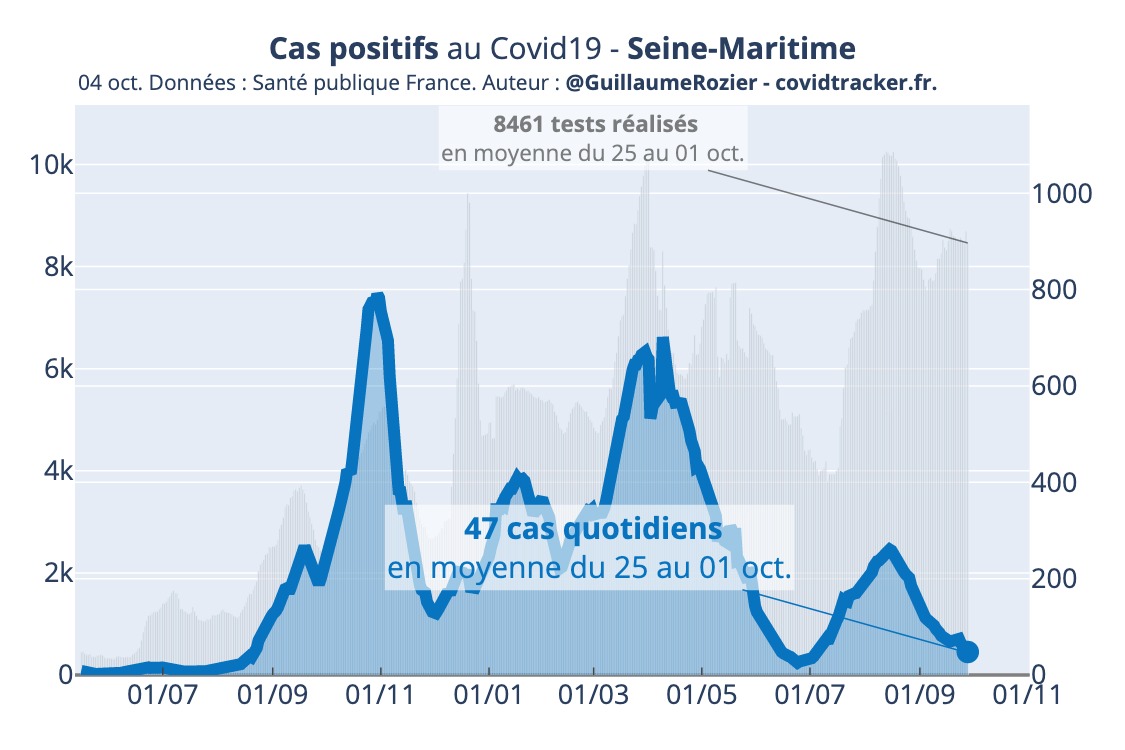 Cas positifs au Covid19 - Seine-Maritime
04 oct. Données : Santé publique France. Auteur : @GuillaumeRozier - covidtracker.fr.
8461 tests réalisés
en moyenne du 25 au 01 oct.
10k
8k
6k
4k
2k
0
1000
800
600
400
200
0
47 cas quotidiens
en moyenne du 25 au 01 oct.
01/07 01/09 01/11 01/01 01/03 01/05 01/07 01/09 01/11